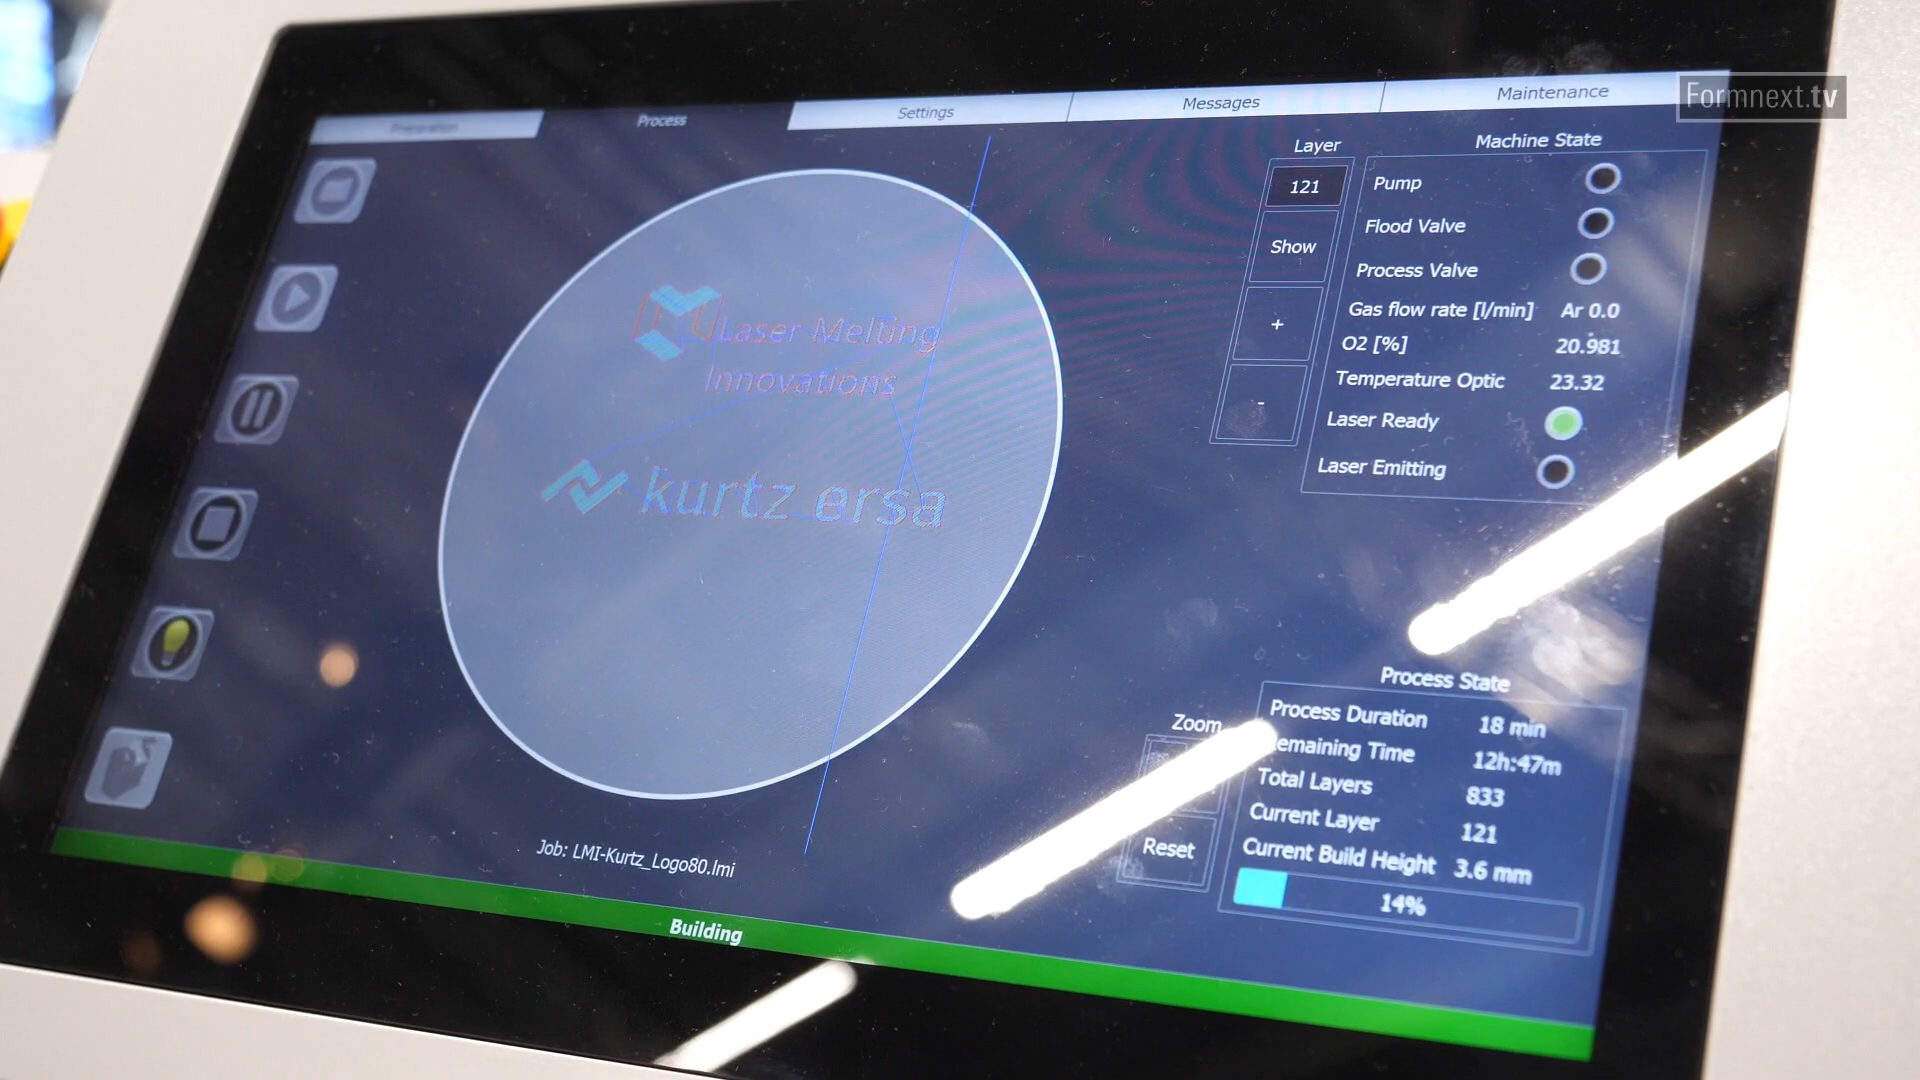 Formnext.tv
Preparation
Process
Settings
Messages
Maintenance
Layer
121
Show
+
-
Machine State
Pump
Flood Valve
Process Valve
Gas flow rate [l/min] Ar 0.0
O2 [%] 20.981
Temperature Optic 23.32
Laser Ready
Laser Emitting
Laser Melting
Innovations
kurtz ersa
Zoom
Reset
Process State
Process Duration 18 min
Remaining Time 12h:47m
Total Layers 833
Current Layer 121
Current Build Height 3.6 mm
14%
Job: LMI-Kurtz_Logo80.lmi
Building